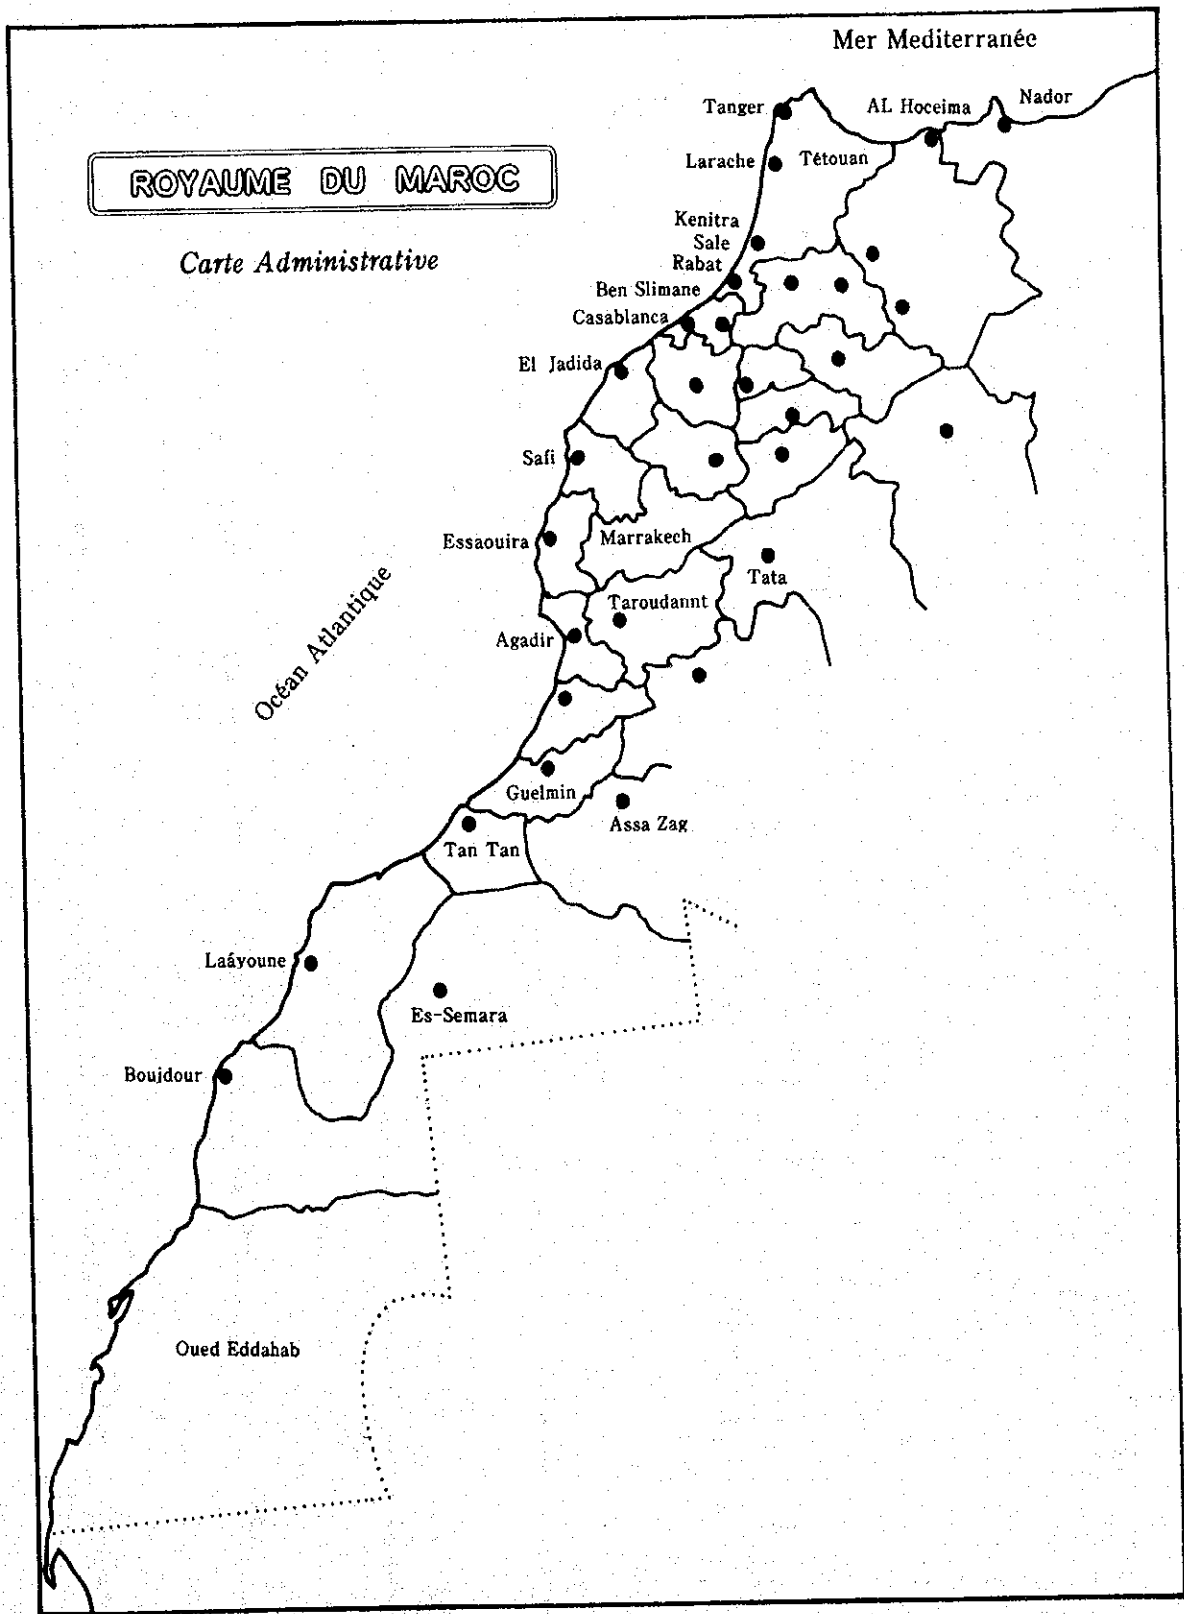 Mer Mediterranée
Tanger
AL Hoceima
Nador
ROYAUME DU MAROC
Larache
Tétouan
Carte Administrative
Kenitra
Sale
Rabat
Ben Slimane
Casablanca
El Jadida
Safi
Essaouira
Marrakech
Tata
Océan Atlantique
Taroudannt
Agadir
Guelmin
Assa Zag
Tan Tan
Laáyoune
Es-Semara
Boujdour
Oued Eddahab